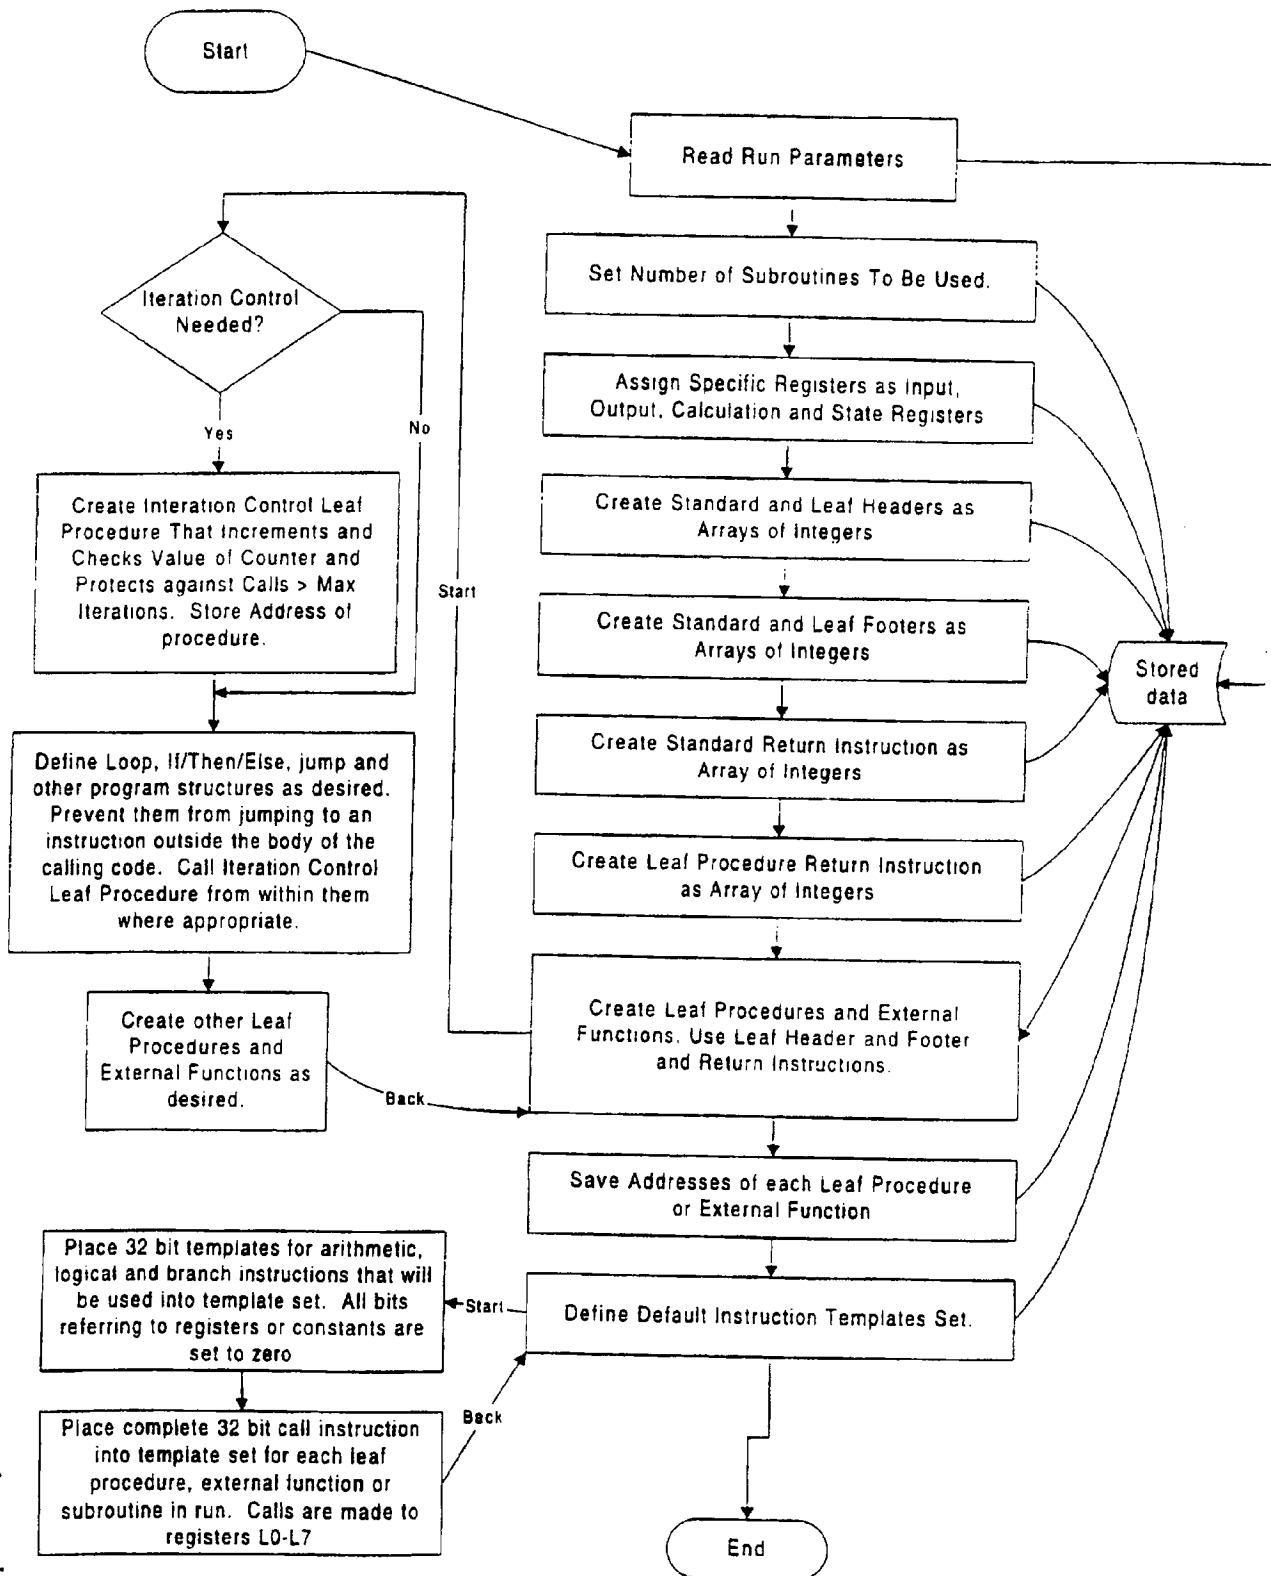 Start
Read Run Parameters
Set Number of Subroutines To Be Used.
Assign Specific Registers as Input,
Output, Calculation and State Registers
Create Standard and Leaf Headers as
Arrays of Integers
Create Standard and Leaf Footers as
Arrays of Integers
Create Standard Return Instruction as
Array of Integers
Create Leaf Procedure Return Instruction
as Array of Integers
Create Leaf Procedures and External
Functions. Use Leaf Header and Footer
and Return Instructions.
Save Addresses of each Leaf Procedure
or External Function
Define Default Instruction Templates Set.
End
Stored
data
Start
Iteration Control
Needed?
Yes
No
Create Interation Control Leaf
Procedure That Increments and
Checks Value of Counter and
Protects against Calls > Max
Iterations. Store Address of
procedure.
Define Loop, If/Then/Else, jump and
other program structures as desired.
Prevent them from jumping to an
instruction outside the body of the
calling code. Call Iteration Control
Leaf Procedure from within them
where appropriate.
Create other Leaf
Procedures and
External Functions as
desired.
Back
Start
Place 32 bit templates for arithmetic,
logical and branch instructions that will
be used into template set. All bits
referring to registers or constants are
set to zero
Place complete 32 bit call instruction
into template set for each leaf
procedure, external function or
subroutine in run. Calls are made to
registers L0-L7
Back